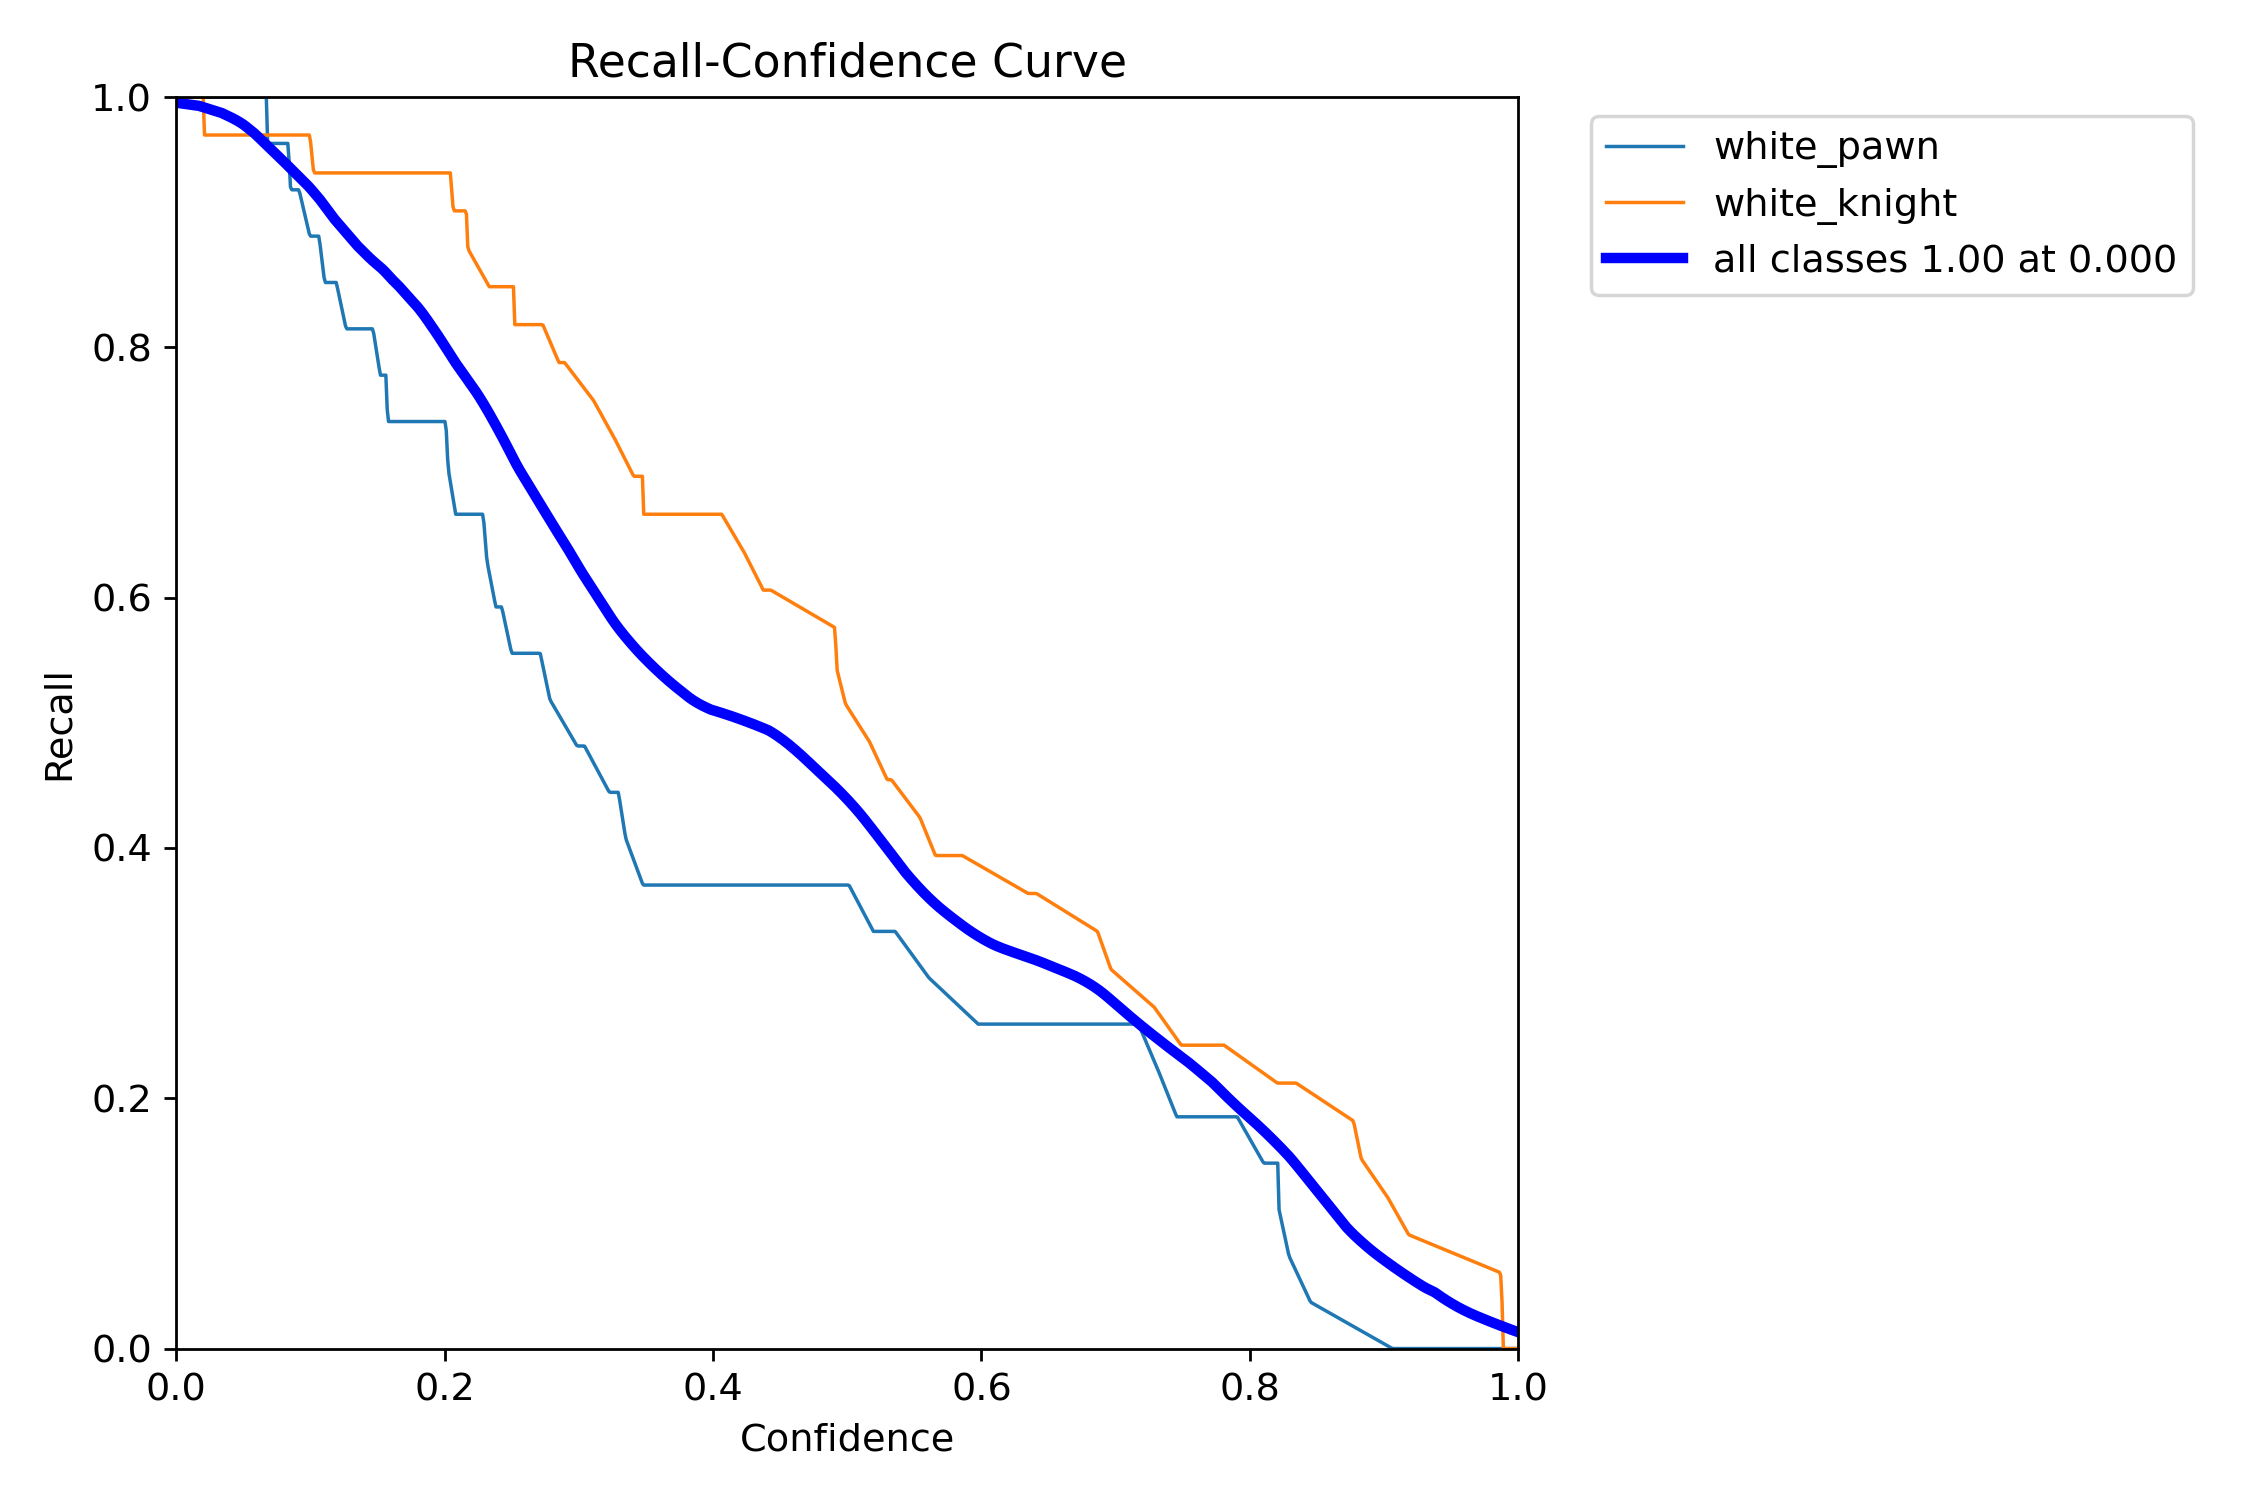 Recall-Confidence Curve
white_pawn
white_knight
all classes 1.00 at 0.000
1.0
0.8
0.6
0.4
0.2
0.0
Recall
0.0 0.2 0.4 0.6 0.8 1.0
Confidence